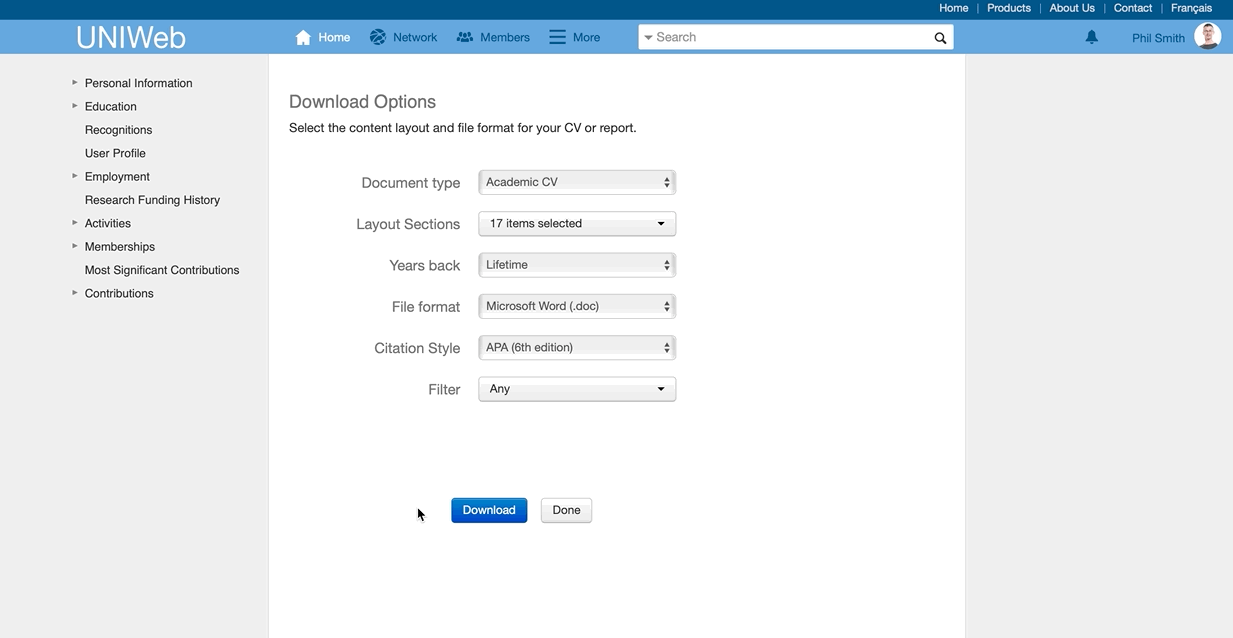 Home | Products | About Us | Contact | Français
UNIWeb Home Network Members More Search Phil Smith
Personal Information
Education
Recognitions
User Profile
Employment
Research Funding History
Activities
Memberships
Most Significant Contributions
Contributions
Download Options
Select the content layout and file format for your CV or report.
Document type Academic CV
Layout Sections 17 items selected
Years back Lifetime
File format Microsoft Word (.doc)
Citation Style APA (6th edition)
Filter Any
Download Done